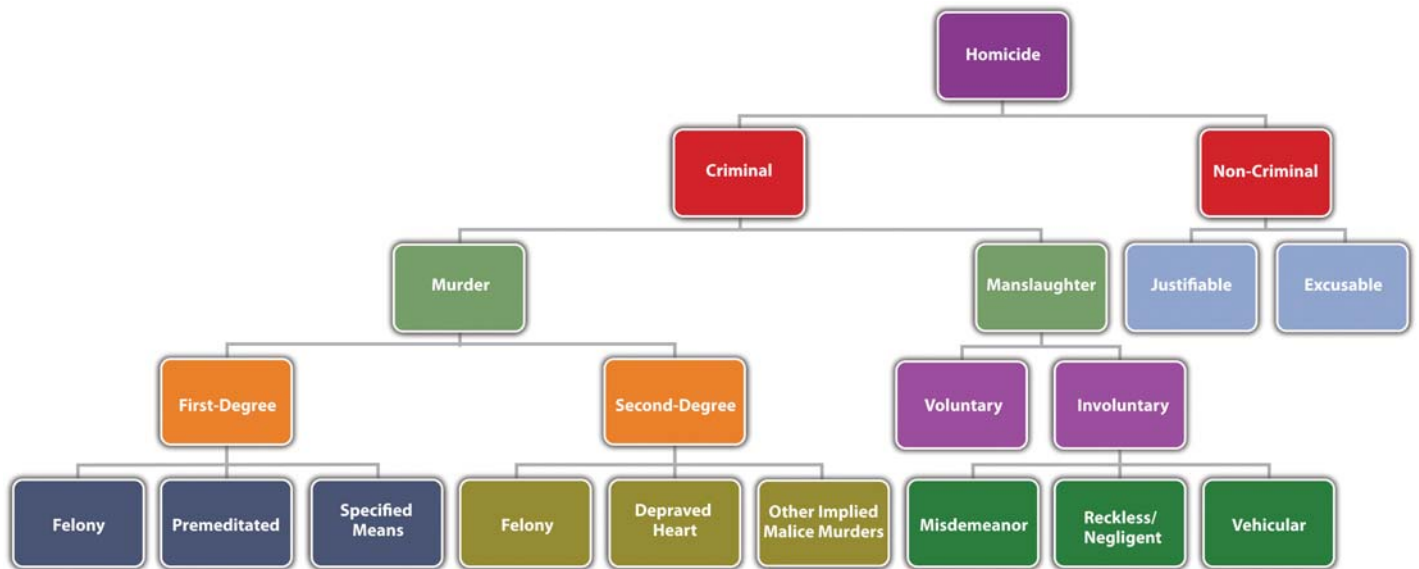 Homicide
Criminal
Non-Criminal
Murder
Manslaughter
Justifiable
Excusable
First-Degree
Second-Degree
Voluntary
Involuntary
Felony
Premeditated
Specified
Means
Felony
Depraved
Heart
Other Implied
Malice Murders
Misdemeanor
Reckless/
Negligent
Vehicular